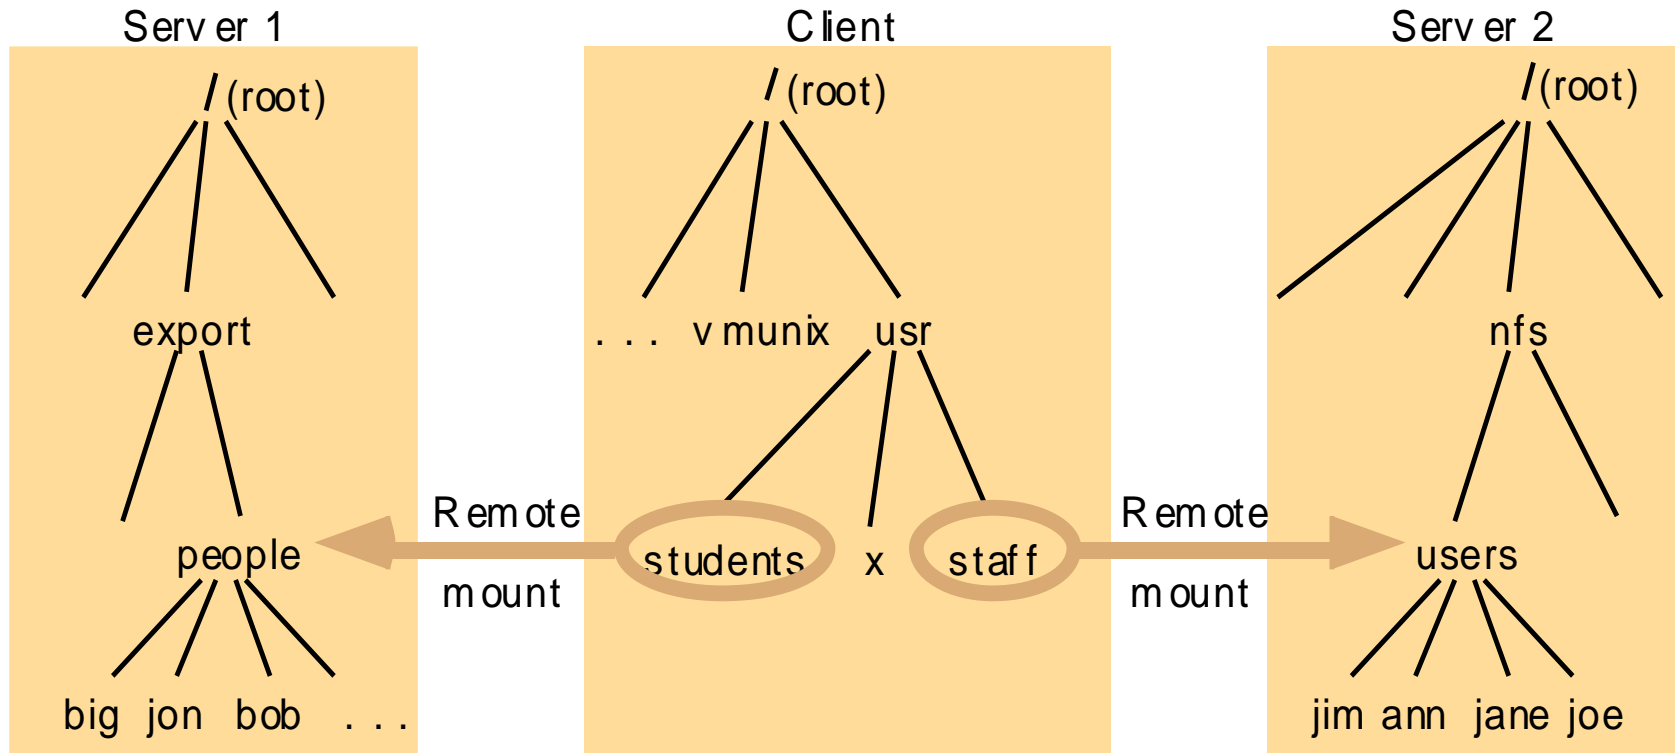 Server 1 Client Server 2
/ (root) / (root) / (root)
export . . . vmunix usr nfs
Remote Remote
people students x staff users
mount mount
big jon bob . . . jim ann jane joe